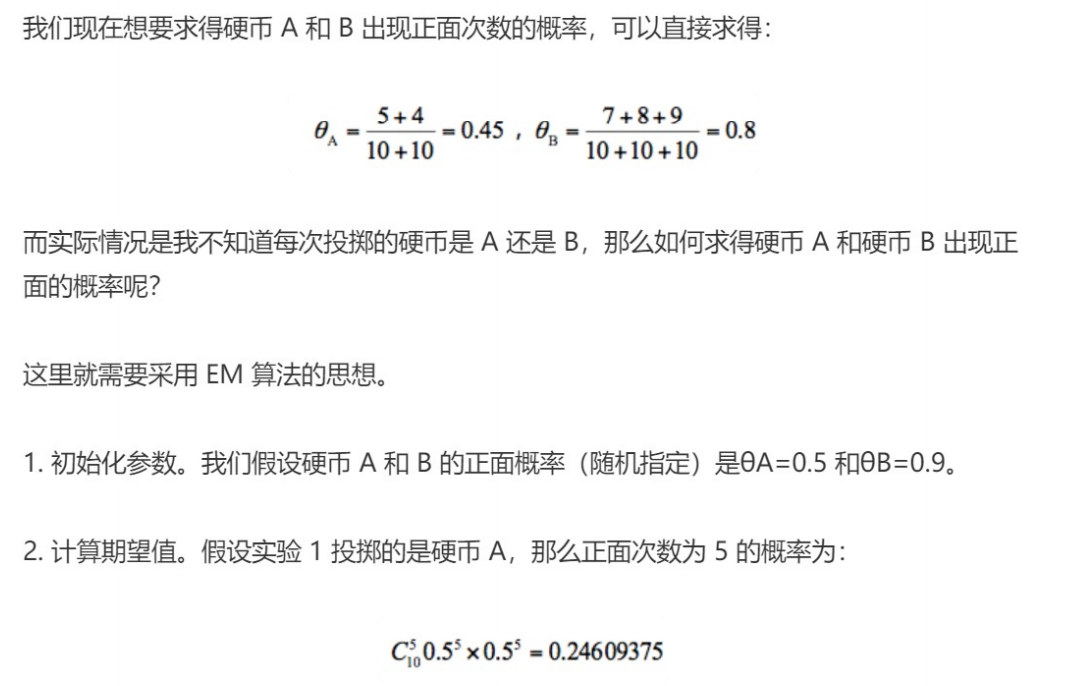 我们现在想要求得硬币 A 和 B 出现正面次数的概率，可以直接求得：
θ_A = (5+4)/(10+10) = 0.45 , θ_B = (7+8+9)/(10+10+10) = 0.8
而实际情况是我不知道每次投掷的硬币是 A 还是 B，那么如何求得硬币 A 和硬币 B 出现正
面的概率呢？
这里就需要采用 EM 算法的思想。
1. 初始化参数。我们假设硬币 A 和 B 的正面概率（随机指定）是θA=0.5 和θB=0.9。
2. 计算期望值。假设实验 1 投掷的是硬币 A，那么正面次数为 5 的概率为：
C_10^5 0.5^5 × 0.5^5 = 0.24609375